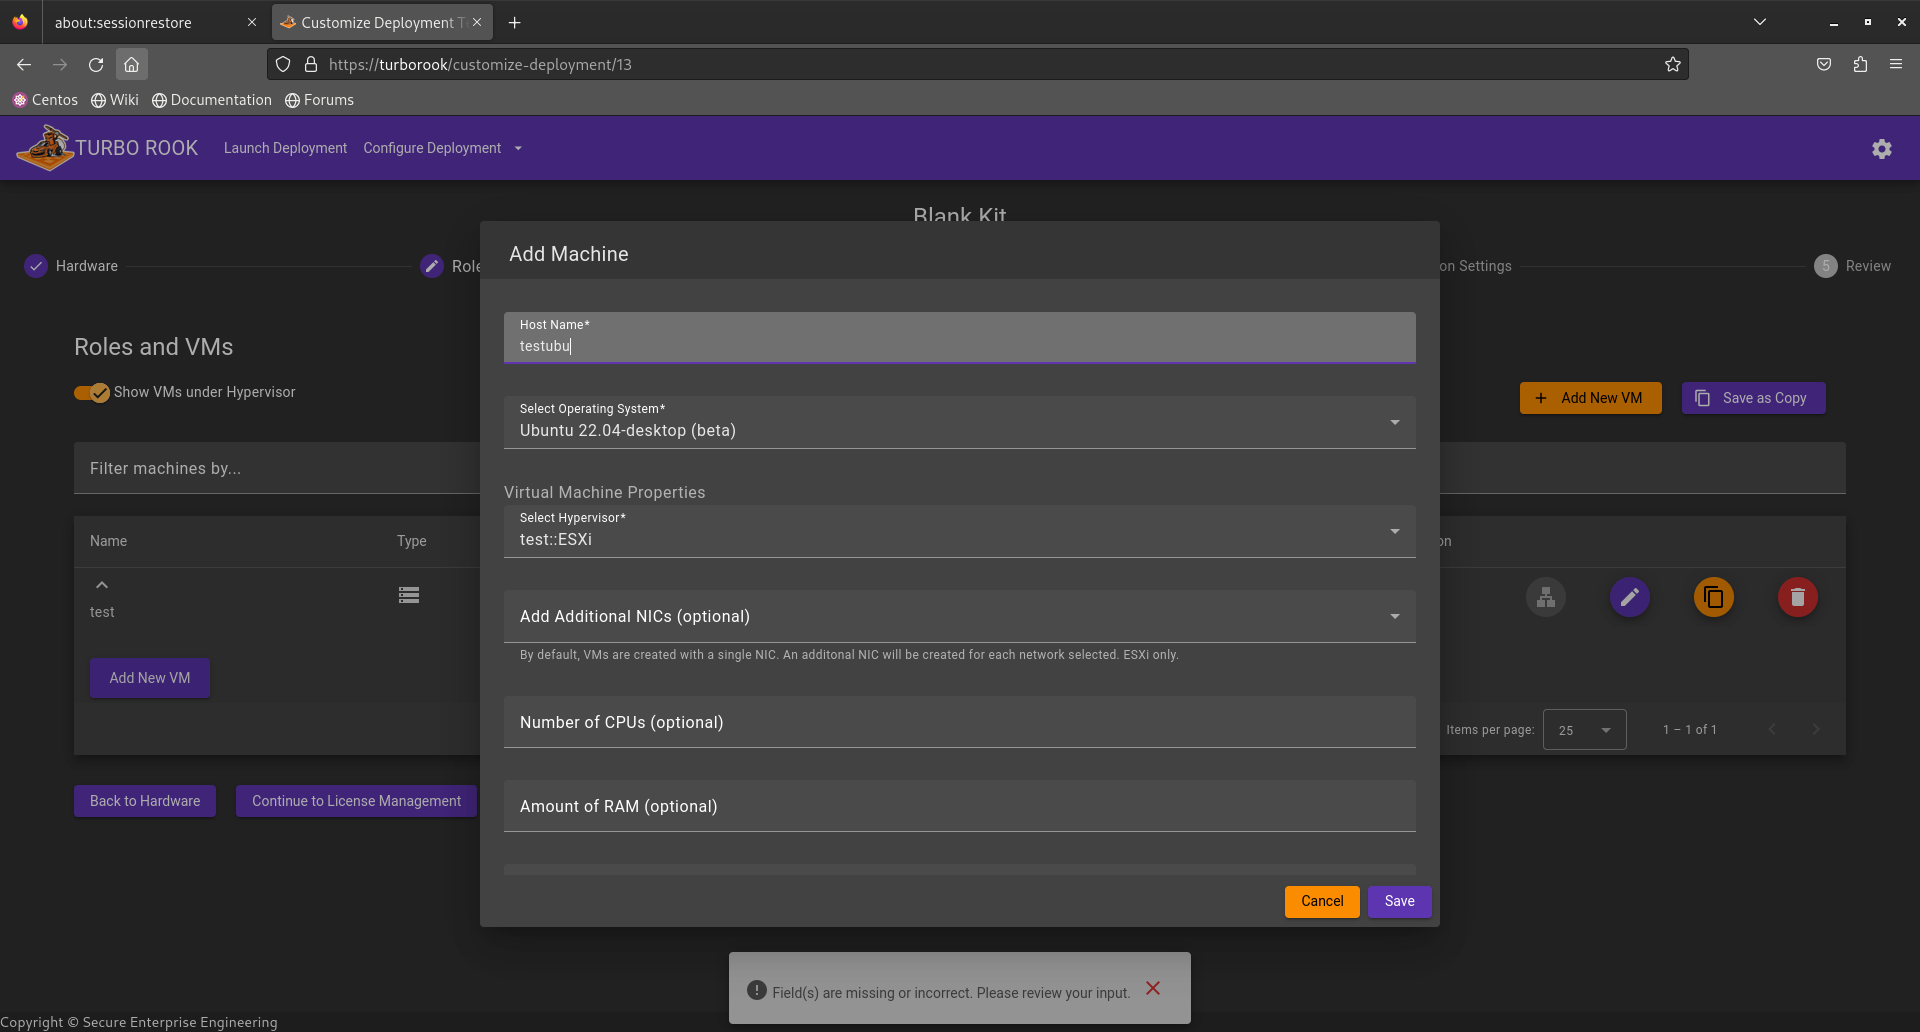 about:sessionrestore
Customize Deployment T
https://turborook/customize-deployment/13
Centos Wiki Documentation Forums
TURBO ROOK Launch Deployment Configure Deployment
Blank Kit
Hardware
Role
on Settings
5 Review
Add Machine
Host Name*
testubu
Roles and VMs
Show VMs under Hypervisor
Add New VM
Save as Copy
Select Operating System*
Ubuntu 22.04-desktop (beta)
Filter machines by...
Virtual Machine Properties
Select Hypervisor*
test::ESXi
Name Type
on
test
Add Additional NICs (optional)
By default, VMs are created with a single NIC. An additonal NIC will be created for each network selected. ESXi only.
Add New VM
Number of CPUs (optional)
Items per page: 25 1 – 1 of 1
Back to Hardware
Continue to License Management
Amount of RAM (optional)
Cancel
Save
Field(s) are missing or incorrect. Please review your input.
Copyright © Secure Enterprise Engineering